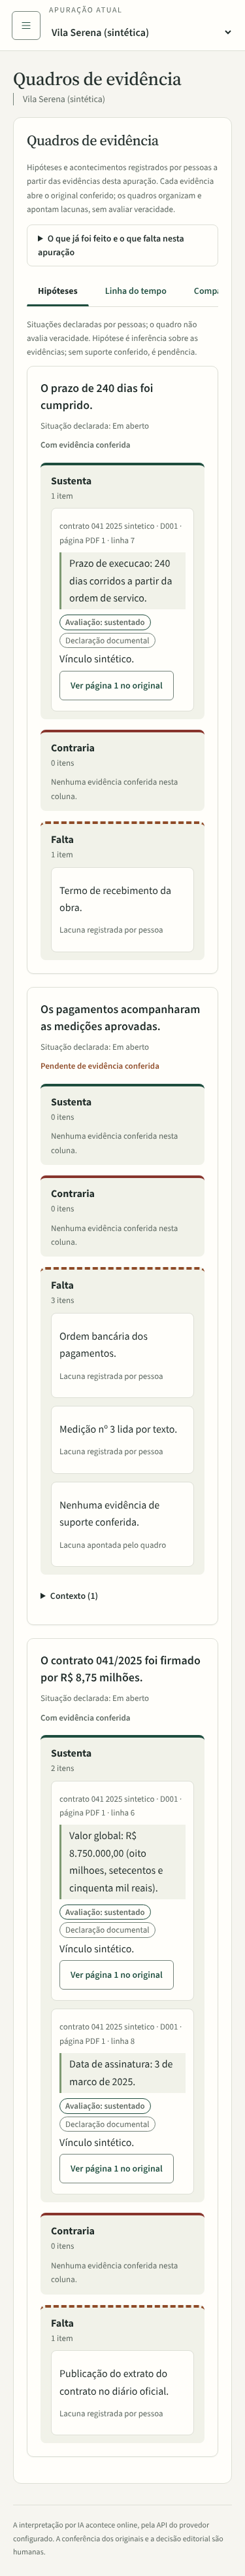 APURAÇÃO ATUAL
Vila Serena (sintética)
Quadros de evidência
Vila Serena (sintética)
Quadros de evidência
Hipóteses e acontecimentos registrados por pessoas a
partir das evidências desta apuração. Cada evidência
abre o original conferido; os quadros organizam e
apontam lacunas, sem avaliar veracidade.
O que já foi feito e o que falta nesta
apuração
Hipóteses
Linha do tempo
Compa
Situações declaradas por pessoas; o quadro não
avalia veracidade. Hipótese é inferência sobre as
evidências; sem suporte conferido, é pendência.
O prazo de 240 dias foi
cumprido.
Situação declarada: Em aberto
Com evidência conferida
Sustenta
1 item
contrato 041 2025 sintetico · D001 ·
página PDF 1 · linha 7
Prazo de execucao: 240
dias corridos a partir da
ordem de servico.
Avaliação: sustentado
Declaração documental
Vínculo sintético.
Ver página 1 no original
Contraria
0 itens
Nenhuma evidência conferida nesta
coluna.
Falta
1 item
Termo de recebimento da
obra.
Lacuna registrada por pessoa
Os pagamentos acompanharam
as medições aprovadas.
Situação declarada: Em aberto
Pendente de evidência conferida
Sustenta
0 itens
Nenhuma evidência conferida nesta
coluna.
Contraria
0 itens
Nenhuma evidência conferida nesta
coluna.
Falta
3 itens
Ordem bancária dos
pagamentos.
Lacuna registrada por pessoa
Medição nº 3 lida por texto.
Lacuna registrada por pessoa
Nenhuma evidência de
suporte conferida.
Lacuna apontada pelo quadro
Contexto (1)
O contrato 041/2025 foi firmado
por R$ 8,75 milhões.
Situação declarada: Em aberto
Com evidência conferida
Sustenta
2 itens
contrato 041 2025 sintetico · D001 ·
página PDF 1 · linha 6
Valor global: R$
8.750.000,00 (oito
milhoes, setecentos e
cinquenta mil reais).
Avaliação: sustentado
Declaração documental
Vínculo sintético.
Ver página 1 no original
contrato 041 2025 sintetico · D001 ·
página PDF 1 · linha 8
Data de assinatura: 3 de
marco de 2025.
Avaliação: sustentado
Declaração documental
Vínculo sintético.
Ver página 1 no original
Contraria
0 itens
Nenhuma evidência conferida nesta
coluna.
Falta
1 item
Publicação do extrato do
contrato no diário oficial.
Lacuna registrada por pessoa
A interpretação por IA acontece online, pela API do provedor
configurado. A conferência dos originais e a decisão editorial são
humanas.